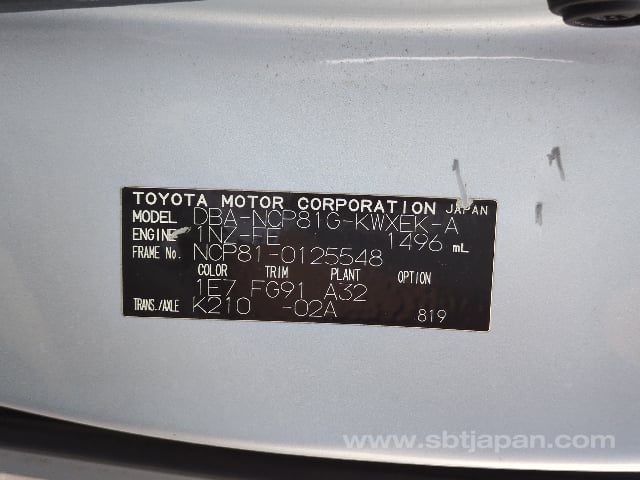 TOYOTA MOTOR CORPORATION JAPAN
MODEL DBA-NCP81G-KWXEK-A
ENGINE 1NZ-FE 1496 mL
FRAME No. NCP81-0125548
COLOR TRIM PLANT OPTION
1E7 FG91 A32
TRANS./AXLE K210 -02A 819
www.sbtjapan.com